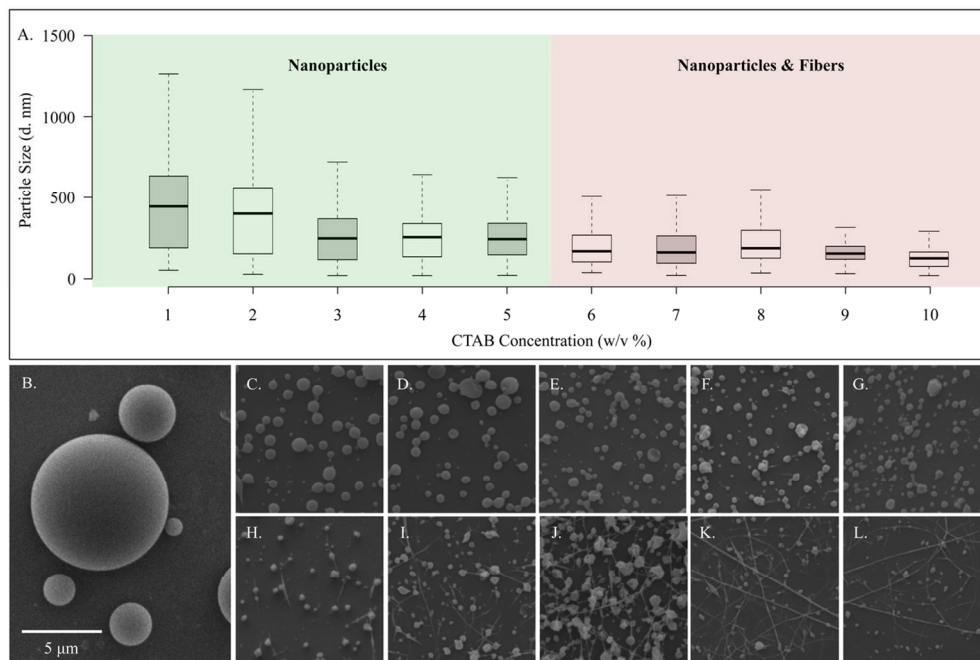 A.
1500
1000
500
0
Particle Size (d. nm)
Nanoparticles
Nanoparticles & Fibers
1 2 3 4 5 6 7 8 9 10
CTAB Concentration (w/v %)
B.
5 μm
C.
D.
E.
F.
G.
H.
I.
J.
K.
L.